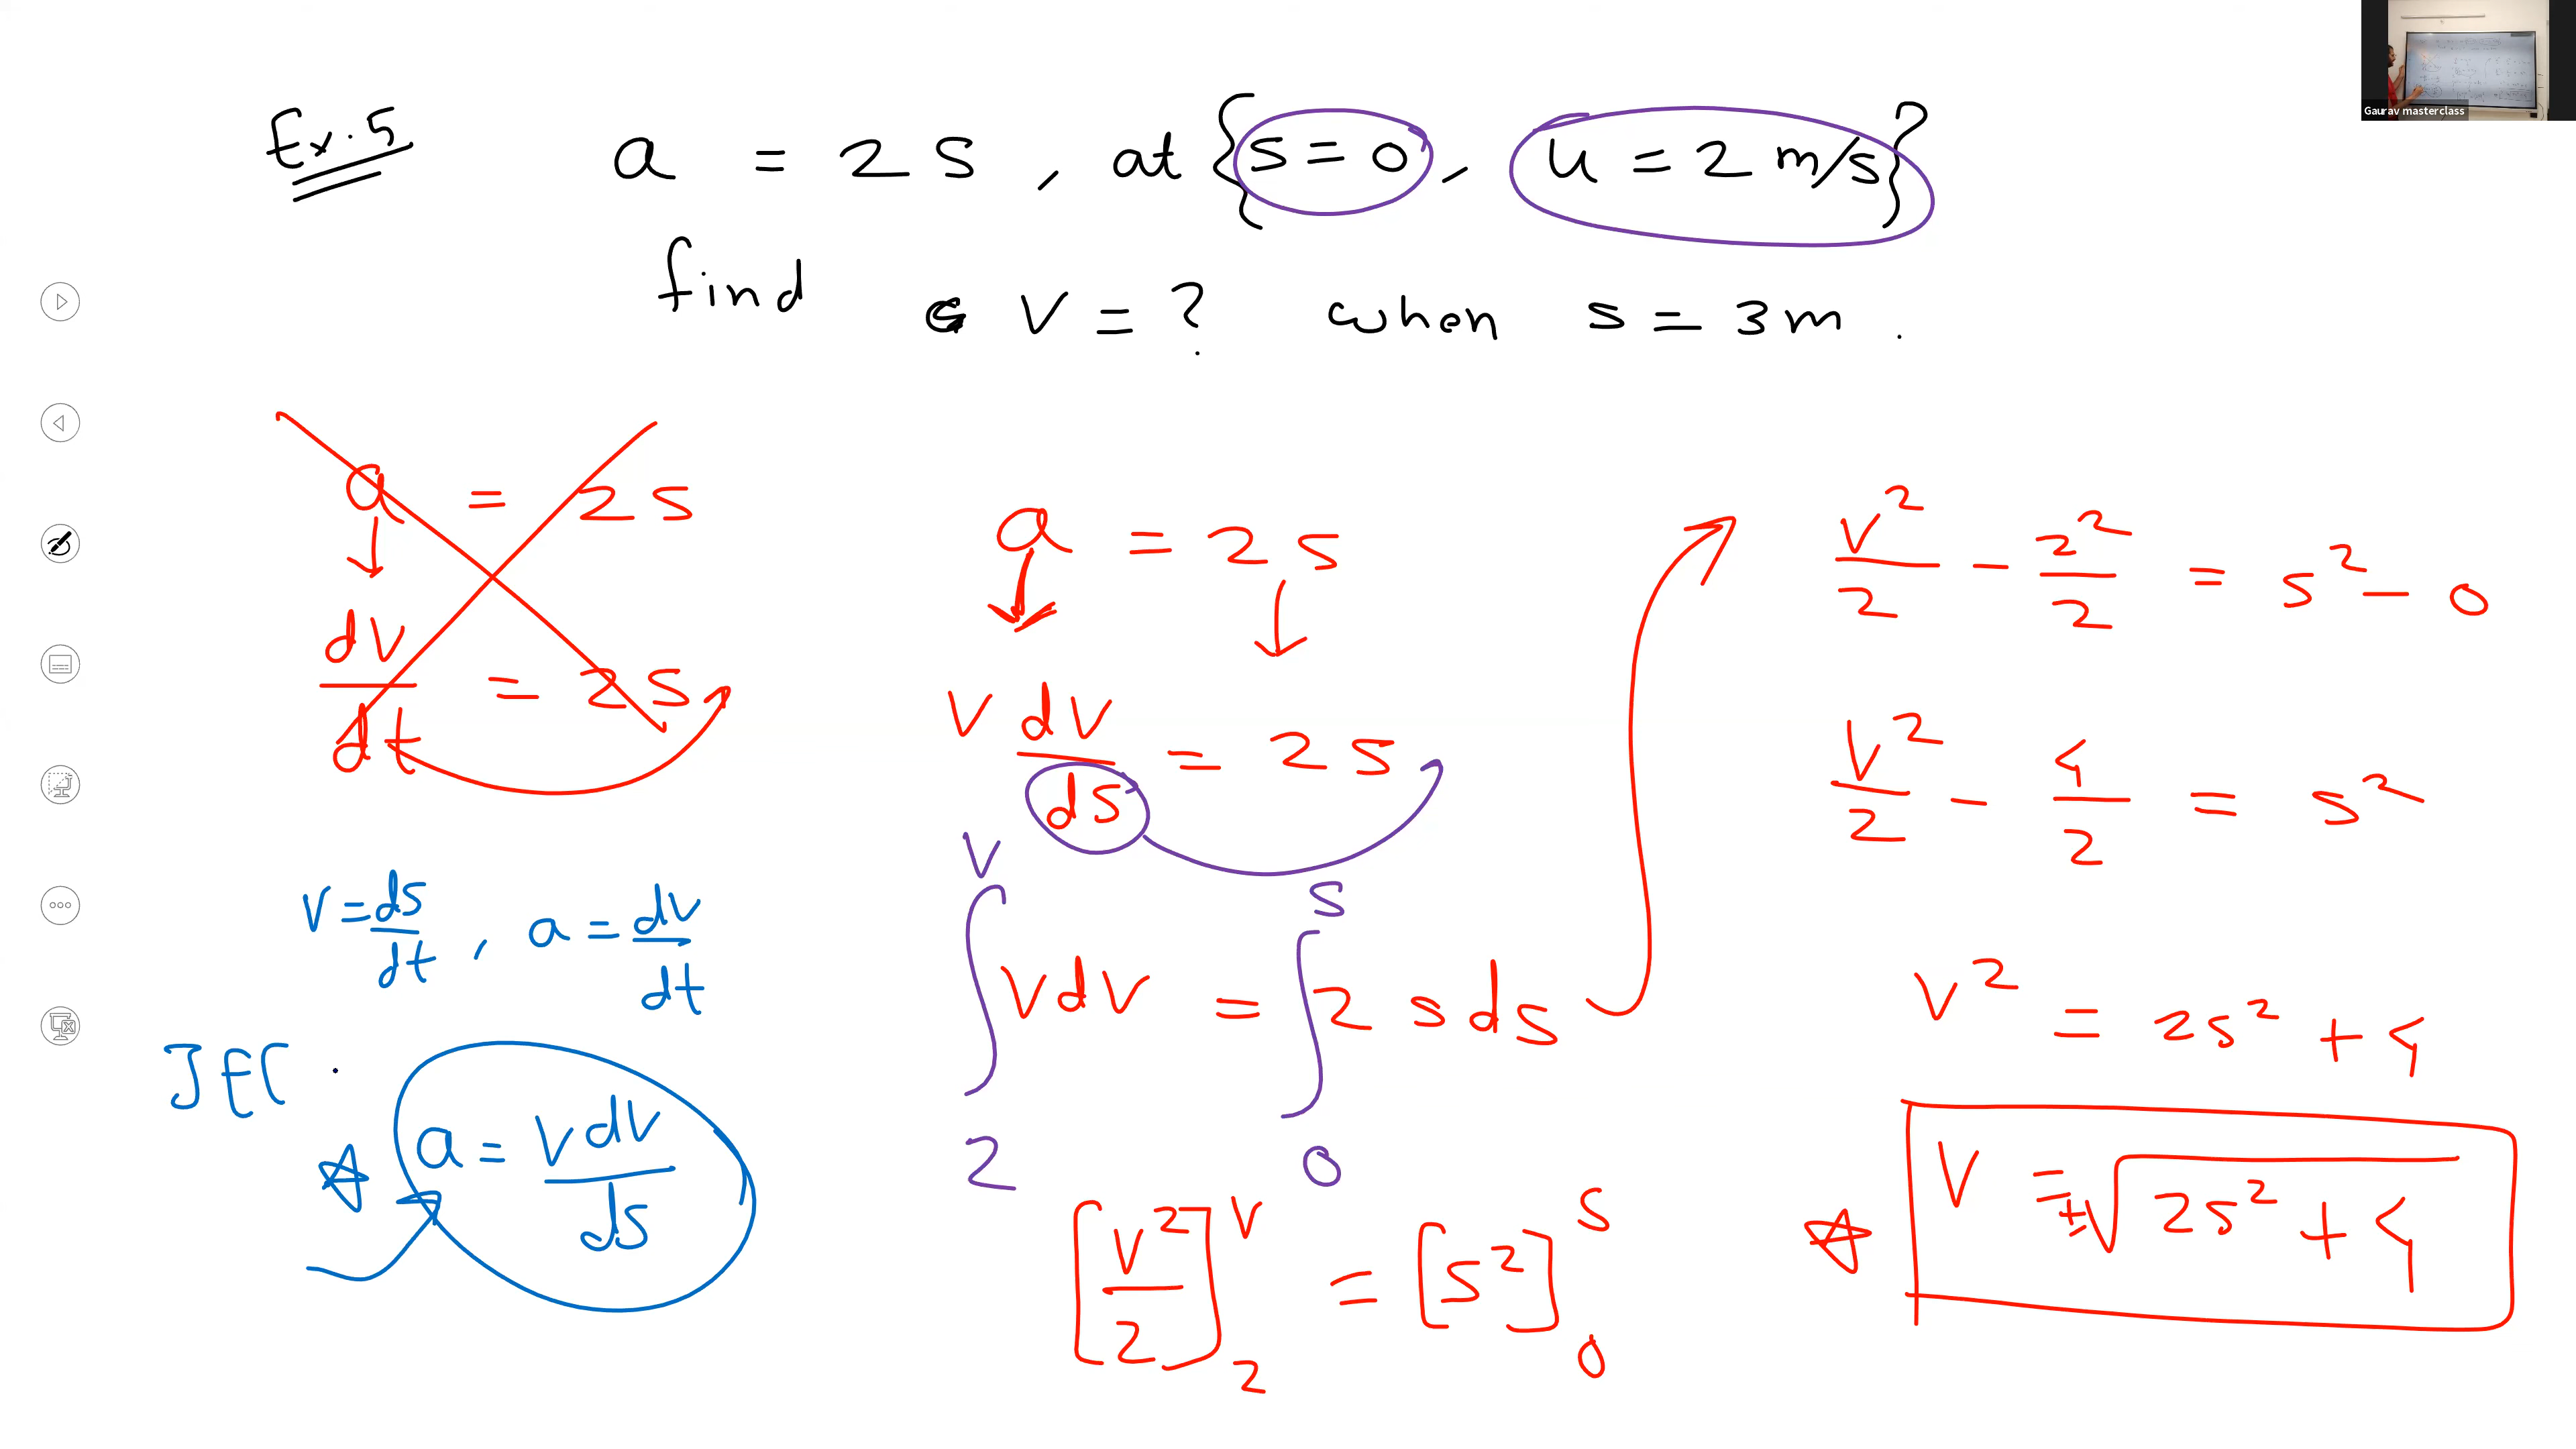 Gaurav masterclass
Ex. 5 a = 2s, at {s = 0, u = 2 m/s}
find v = ? when s = 3m.
a = 2s
dv/dt = 2s
v = ds/dt, a = dv/dt
JEE
a = v dv/ds
a = 2s
v dv/ds = 2s
∫₂^v v dv = ∫₀^s 2 s ds
[v²/2]₂^v = [s²]₀^s
v²/2 - 2²/2 = s² - 0
v²/2 - 4/2 = s²
v² = 2s² + 4
v = ±√(2s² + 4)